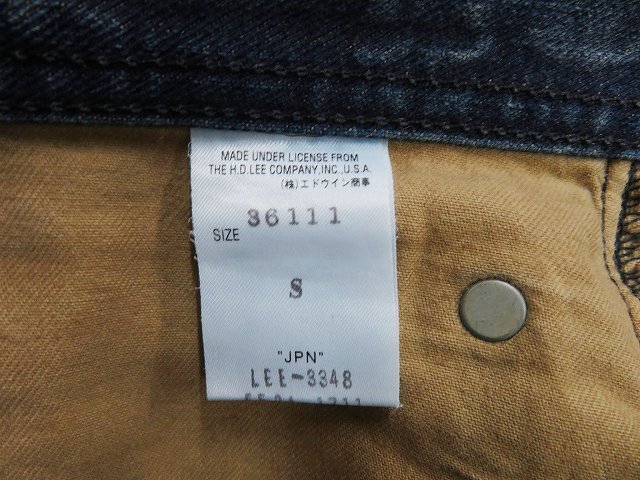 MADE UNDER LICENSE FROM
THE H.D.LEE COMPANY,INC.,U.S.A.
(株)エドウイン商事
36111
SIZE
S
"JPN"
LEE-3348